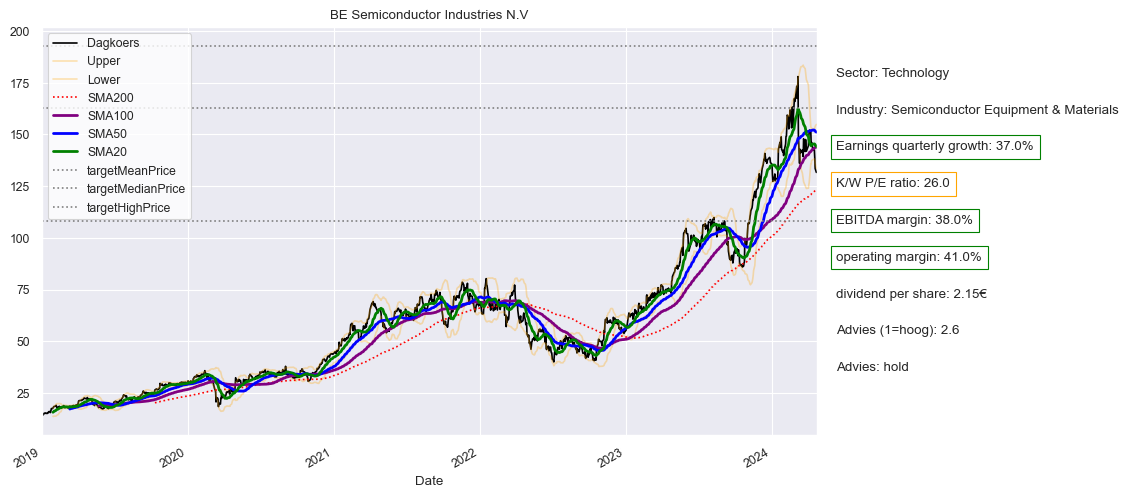 BE Semiconductor Industries N.V
Dagkoers
Upper
Lower
SMA200
SMA100
SMA50
SMA20
targetMeanPrice
targetMedianPrice
targetHighPrice
200
175
150
125
100
75
50
25
2019
2020
2021
2022
2023
2024
Date
Sector: Technology
Industry: Semiconductor Equipment & Materials
Earnings quarterly growth: 37.0%
K/W P/E ratio: 26.0
EBITDA margin: 38.0%
operating margin: 41.0%
dividend per share: 2.15€
Advies (1=hoog): 2.6
Advies: hold